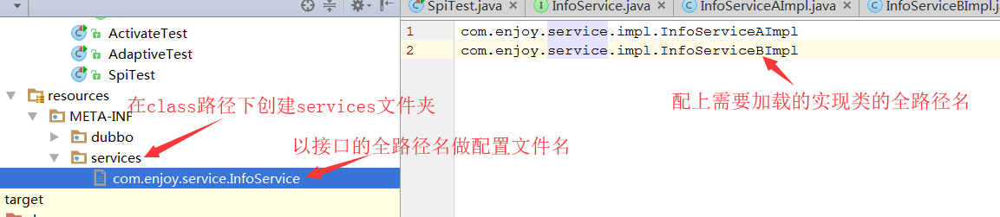 SpiTest.java
InfoService.java
InfoServiceAImpl.java
InfoServiceBImpl.j
ActivateTest
AdaptiveTest
SpiTest
resources
META-INF
dubbo
services
com.enjoy.service.InfoService
target
在class路径下创建services文件夹
以接口的全路径名做配置文件名
1 com.enjoy.service.impl.InfoServiceAImpl
2 com.enjoy.service.impl.InfoServiceBImpl
配上需要加载的实现类的全路径名